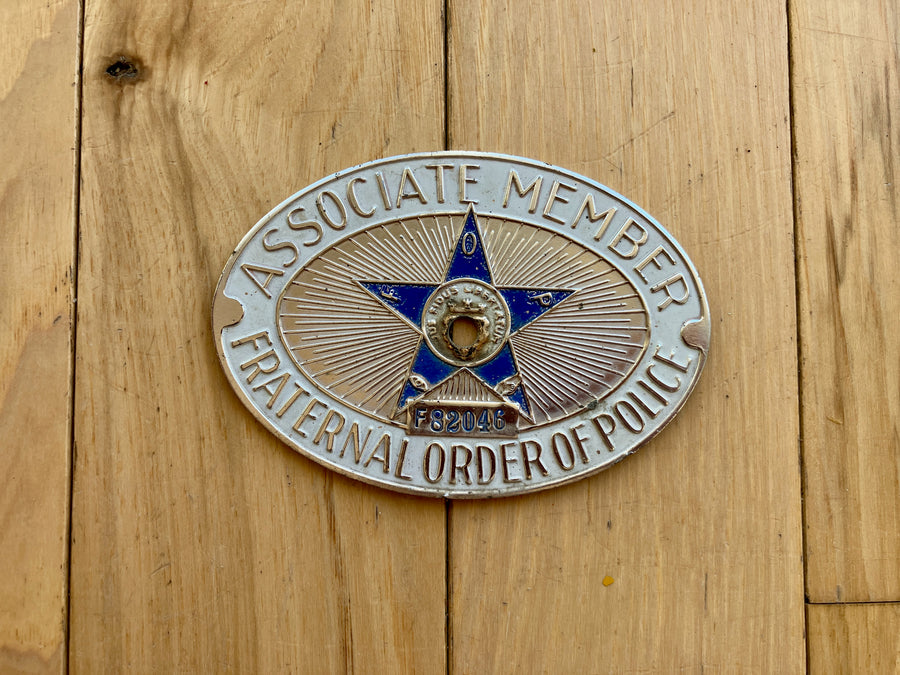 ASSOCIATE MEMBER
O
F
P
F82046
FRATERNAL ORDER OF POLICE